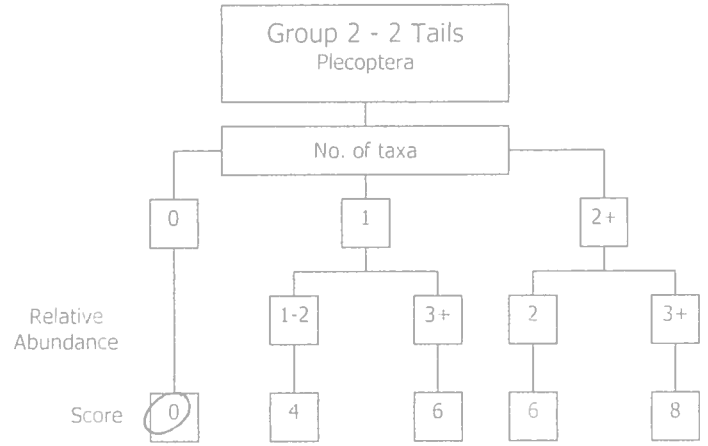 Group 2 - 2 Tails
Plecoptera
No. of taxa
0 1 2+
Relative
Abundance
1-2 3+ 2 3+
Score 0 4 6 6 8